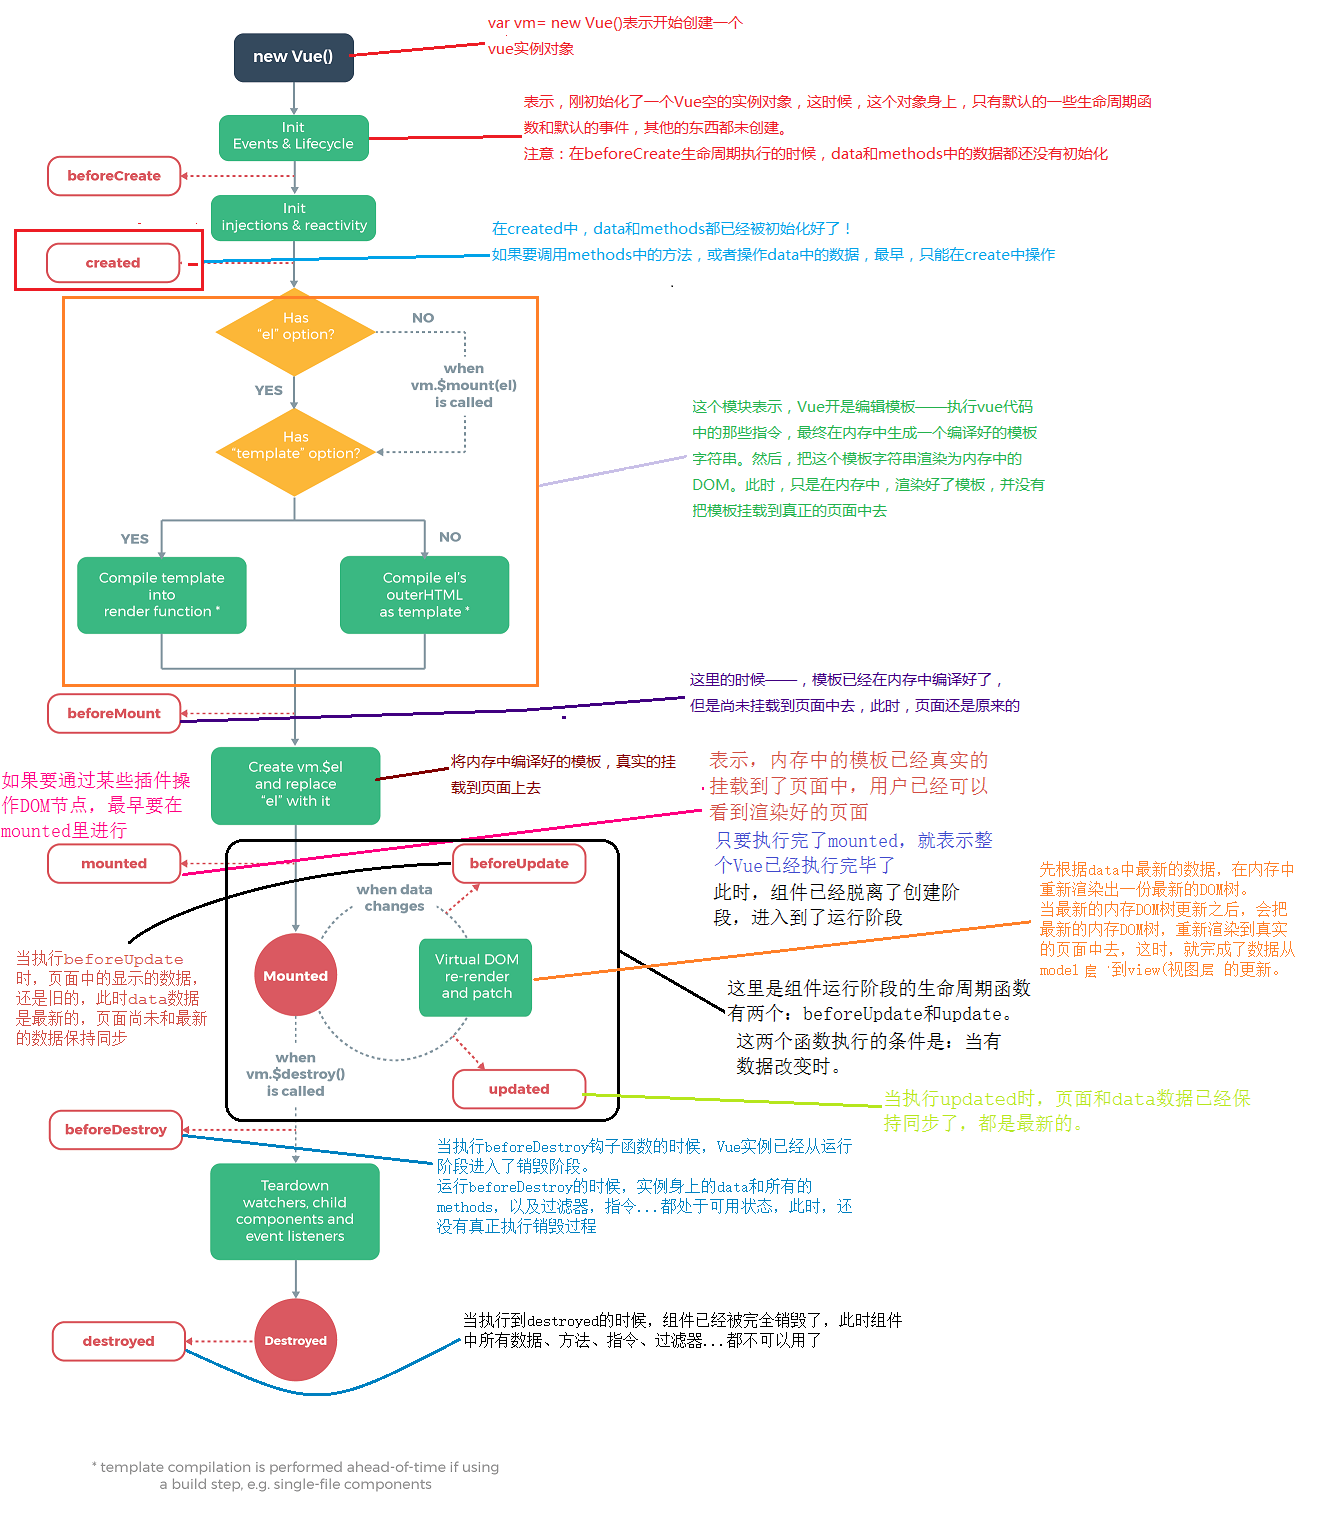 var vm= new Vue()表示开始创建一个
vue实例对象
new Vue()
表示，刚初始化了一个Vue空的实例对象，这时候，这个对象身上，只有默认的一些生命周期函
数和默认的事件，其他的东西都未创建。
注意：在beforeCreate生命周期执行的时候，data和methods中的数据都还没有初始化
Init
Events & Lifecycle
beforeCreate
Init
injections & reactivity
在created中，data和methods都已经被初始化好了！
如果要调用methods中的方法，或者操作data中的数据，最早，只能在create中操作
created
Has
“el” option?
NO
when
vm.$mount(el)
is called
YES
Has
“template” option?
这个模块表示，Vue开是编辑模板——执行vue代码
中的那些指令，最终在内存中生成一个编译好的模板
字符串。然后，把这个模板字符串渲染为内存中的
DOM。此时，只是在内存中，渲染好了模板，并没有
把模板挂载到真正的页面中去
YES
NO
Compile template
into
render function *
Compile el's
outerHTML
as template *
这里的时候——，模板已经在内存中编译好了，
但是尚未挂载到页面中去，此时，页面还是原来的
beforeMount
Create vm.$el
and replace
“el” with it
将内存中编译好的模板，真实的挂
载到页面上去
表示，内存中的模板已经真实的
挂载到了页面中，用户已经可以
看到渲染好的页面
只要执行完了mounted，就表示整
个Vue已经执行完毕了
此时，组件已经脱离了创建阶
段，进入到了运行阶段
如果要通过某些插件操
作DOM节点，最早要在
mounted里进行
mounted
beforeUpdate
when data
changes
先根据data中最新的数据，在内存中
重新渲染出一份最新的DOM树。
当最新的内存DOM树更新之后，会把
最新的内存DOM树，重新渲染到真实
的页面中去，这时，就完成了数据从
model层 到view(视图层 的更新。
当执行beforeUpdate
时，页面中的显示的数据，
还是旧的，此时data数据
是最新的，页面尚未和最新
的数据保持同步
Mounted
Virtual DOM
re-render
and patch
这里是组件运行阶段的生命周期函数
有两个：beforeUpdate和update。
这两个函数执行的条件是：当有
数据改变时。
when
vm.$destroy()
is called
updated
当执行updated时，页面和data数据已经保
持同步了，都是最新的。
beforeDestroy
当执行beforeDestroy钩子函数的时候，Vue实例已经从运行
阶段进入了销毁阶段。
运行beforeDestroy的时候，实例身上的data和所有的
methods，以及过滤器，指令...都处于可用状态，此时，还
没有真正执行销毁过程
Teardown
watchers, child
components and
event listeners
当执行到destroyed的时候，组件已经被完全销毁了，此时组件
中所有数据、方法、指令、过滤器...都不可以用了
destroyed
Destroyed
* template compilation is performed ahead-of-time if using
a build step, e.g. single-file components